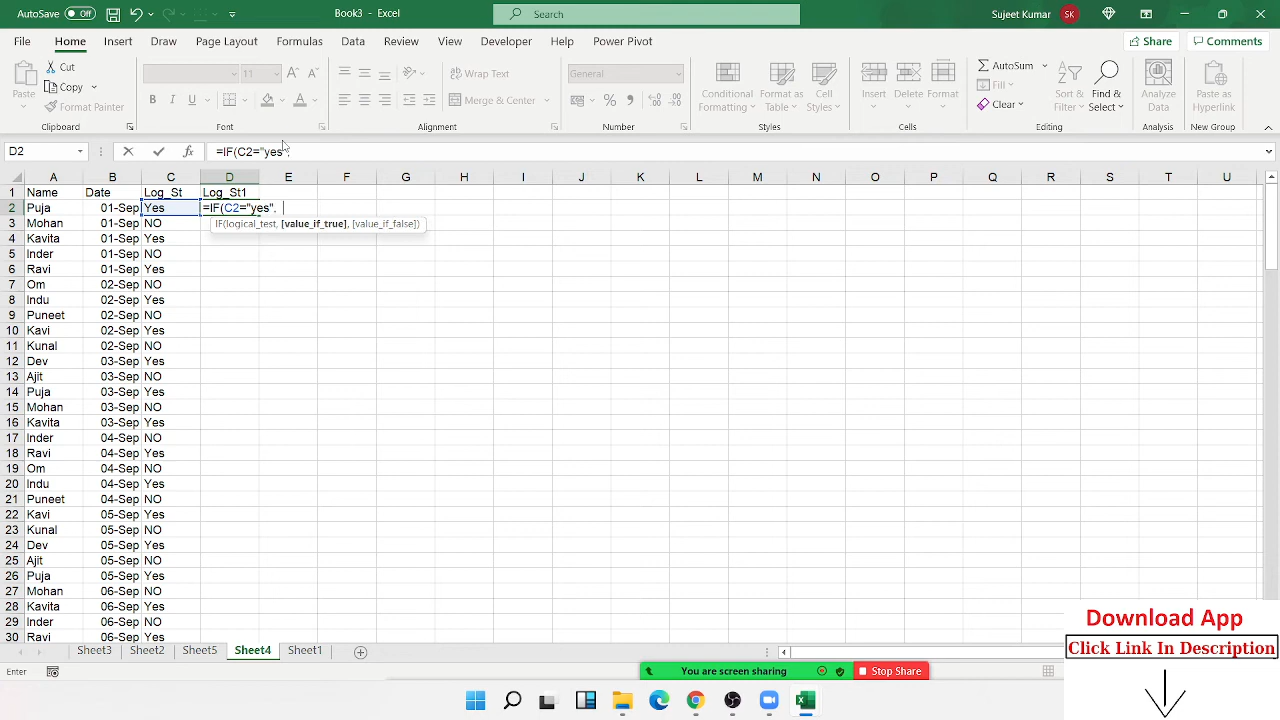 AutoSave Off Book3 - Excel Search Sujeet Kumar SK
File Home Insert Draw Page Layout Formulas Data Review View Developer Help Power Pivot Share Comments
Paste Cut Copy Format Painter
11 Wrap Text Merge & Center
General
Conditional Formatting Format as Table Cell Styles
Insert Delete Format
AutoSum Clear Sort & Filter Find & Select
Analyze Data Paste as Hyperlink
Clipboard Font Alignment Number Styles Cells Editing Analysis New Group
D2 fx =IF(C2="yes",
A B C D E F G H I J K L M N O P Q R S T U
1 Name Date Log_St Log_St1
2 Puja 01-Sep Yes =IF(C2="yes",
3 Mohan 01-Sep NO IF(logical_test, [value_if_true], [value_if_false])
4 Kavita 01-Sep Yes
5 Inder 01-Sep NO
6 Ravi 01-Sep Yes
7 Om 02-Sep NO
8 Indu 02-Sep Yes
9 Puneet 02-Sep NO
10 Kavi 02-Sep Yes
11 Kunal 02-Sep NO
12 Dev 03-Sep Yes
13 Ajit 03-Sep NO
14 Puja 03-Sep Yes
15 Mohan 03-Sep NO
16 Kavita 03-Sep Yes
17 Inder 04-Sep NO
18 Ravi 04-Sep Yes
19 Om 04-Sep NO
20 Indu 04-Sep Yes
21 Puneet 04-Sep NO
22 Kavi 05-Sep Yes
23 Kunal 05-Sep NO
24 Dev 05-Sep Yes
25 Ajit 05-Sep NO
26 Puja 05-Sep Yes
27 Mohan 06-Sep NO
28 Kavita 06-Sep Yes
29 Inder 06-Sep NO
30 Ravi 06-Sep Yes
Download App
Click Link In Description
Sheet3 Sheet2 Sheet5 Sheet4 Sheet1
Enter You are screen sharing Stop Share